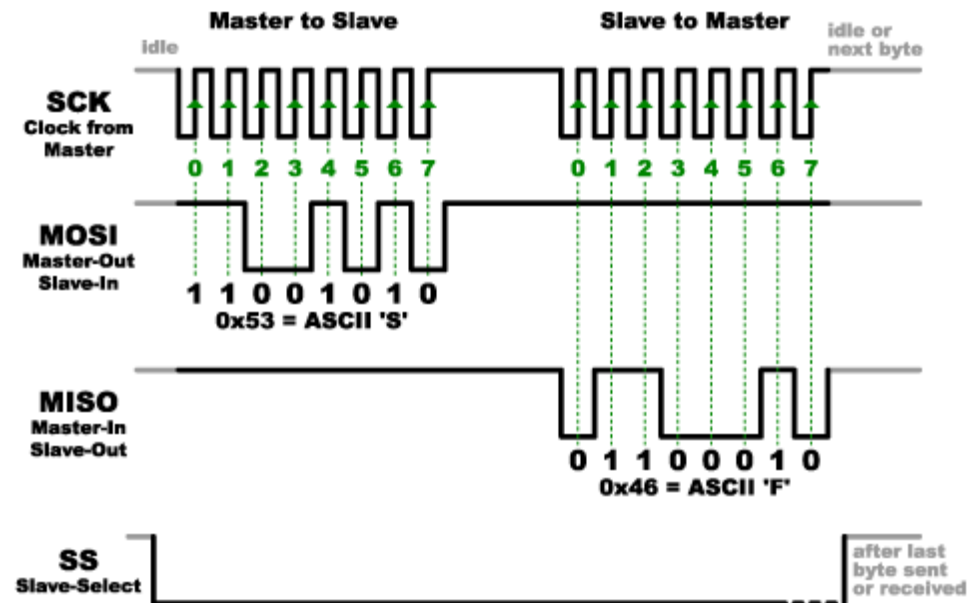 Master to Slave
Slave to Master
idle
idle or
next byte
SCK
Clock from
Master
0 1 2 3 4 5 6 7
0 1 2 3 4 5 6 7
MOSI
Master-Out
Slave-In
1 1 0 0 1 0 1 0
0x53 = ASCII 'S'
MISO
Master-In
Slave-Out
0 1 1 0 0 0 1 0
0x46 = ASCII 'F'
SS
Slave-Select
after last
byte sent
or received